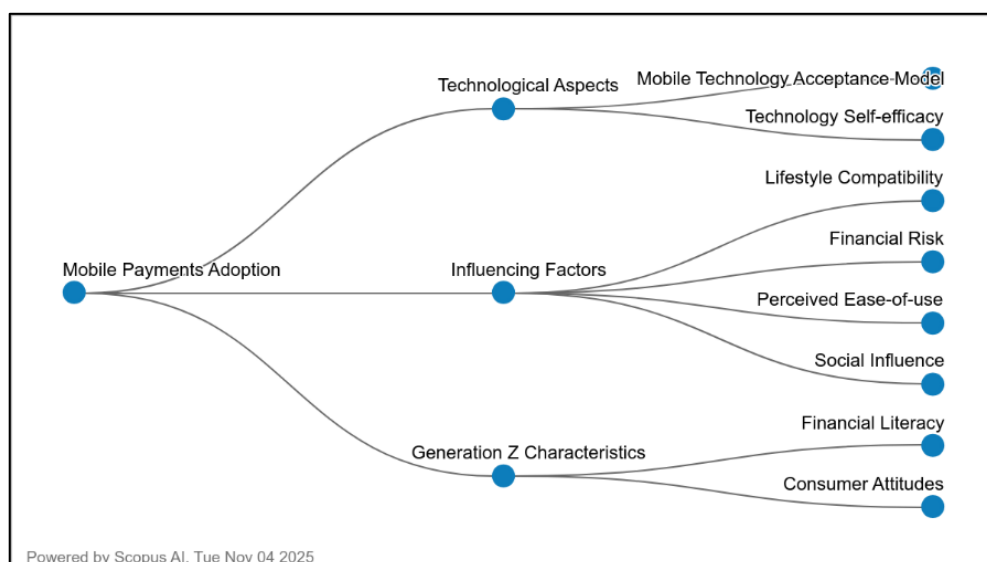 Technological Aspects
Mobile Technology Acceptance Model
Technology Self-efficacy
Lifestyle Compatibility
Financial Risk
Mobile Payments Adoption
Influencing Factors
Perceived Ease-of-use
Social Influence
Financial Literacy
Generation Z Characteristics
Consumer Attitudes
Powered by Scopus AI, Tue Nov 04 2025